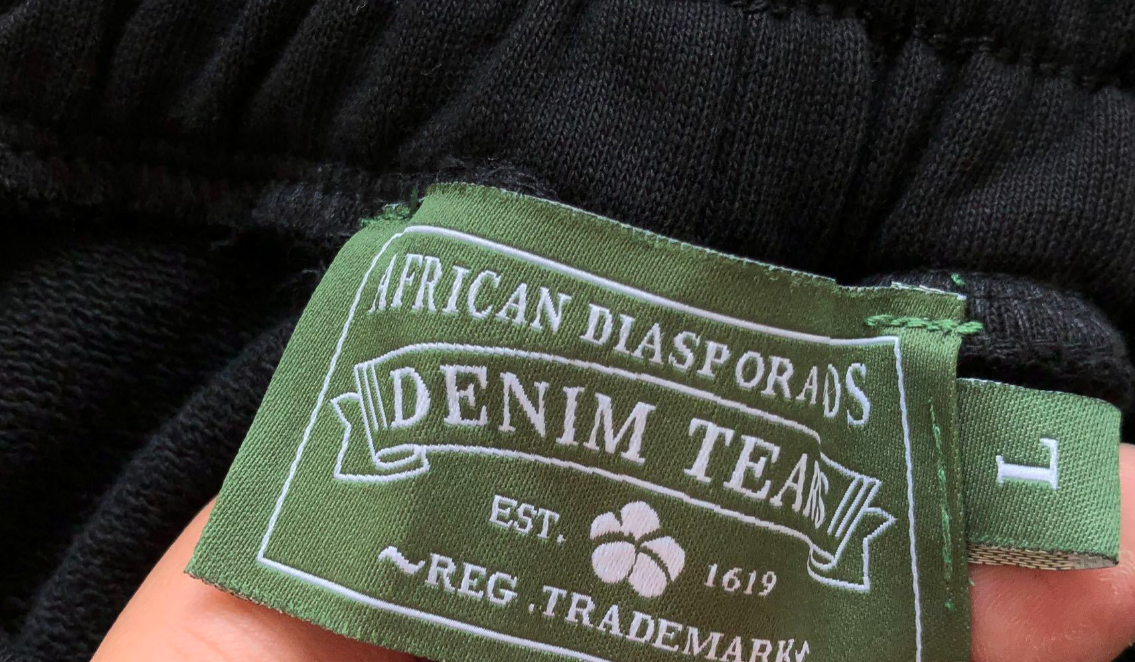 AFRICAN DIASPORADS
DENIM TEARS
EST. 1619
~REG .TRADEMARK
L